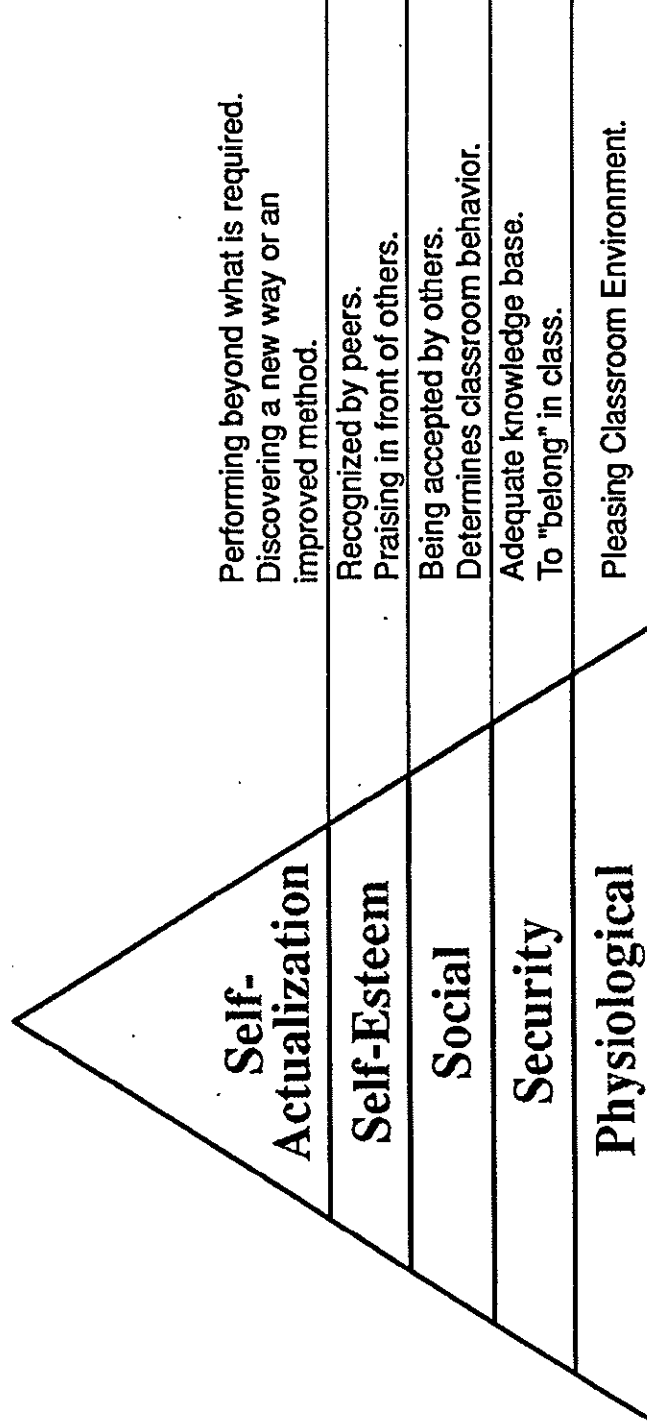 Self-
Actualization
Performing beyond what is required.
Discovering a new way or an
improved method.
Self-Esteem
Recognized by peers.
Praising in front of others.
Social
Being accepted by others.
Determines classroom behavior.
Security
Adequate knowledge base.
To "belong" in class.
Physiological
Pleasing Classroom Environment.